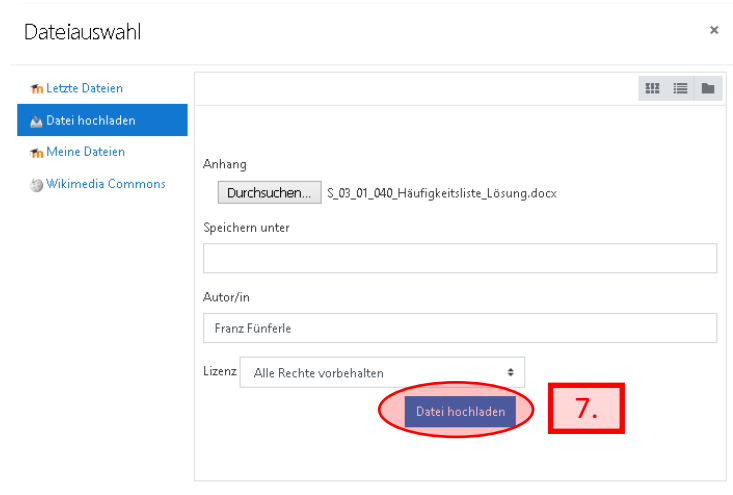 Dateiauswahl ×
Letzte Dateien
Datei hochladen
Meine Dateien
Wikimedia Commons
Anhang
Durchsuchen... S_03_01_040_Häufigkeitsliste_Lösung.docx
Speichern unter
Autor/in
Franz Fünferle
Lizenz Alle Rechte vorbehalten
Datei hochladen 7.